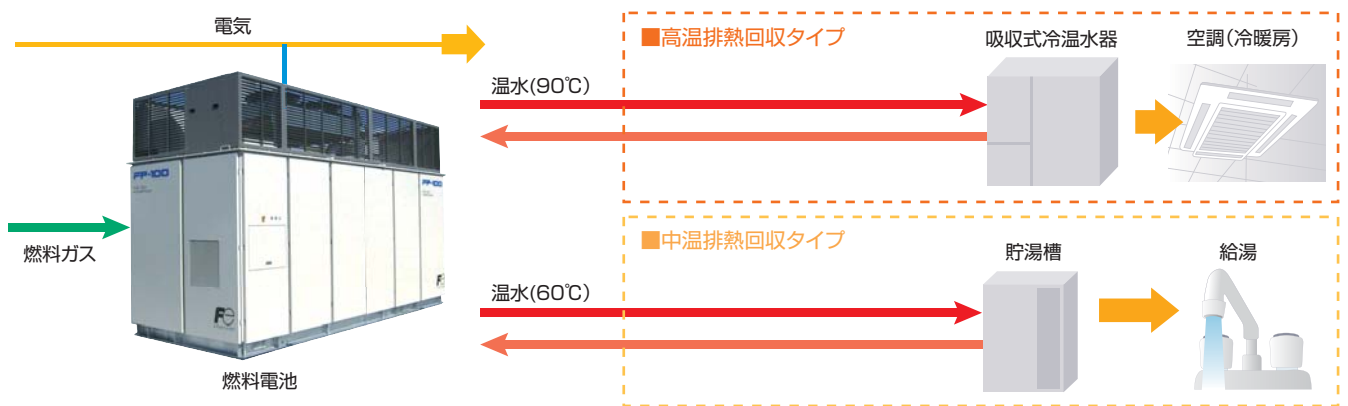 電気
■高温排熱回収タイプ
吸収式冷温水器
空調(冷暖房)
温水(90℃)
FP-100
FP-100
燃料ガス
■中温排熱回収タイプ
貯湯槽
給湯
温水(60℃)
燃料電池